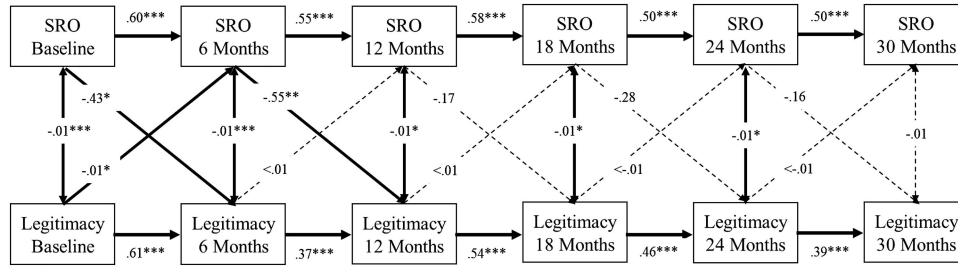 .60***
.55***
.58***
.50***
.50***
SRO
Baseline
SRO
6 Months
SRO
12 Months
SRO
18 Months
SRO
24 Months
SRO
30 Months
-.43*
-.55**
-.17
-.28
-.16
-.01***
-.01***
-.01*
-.01*
-.01*
-.01
-.01*
<.01
<.01
<-.01
<-.01
Legitimacy
Baseline
Legitimacy
6 Months
Legitimacy
12 Months
Legitimacy
18 Months
Legitimacy
24 Months
Legitimacy
30 Months
.61***
.37***
.54***
.46***
.39***